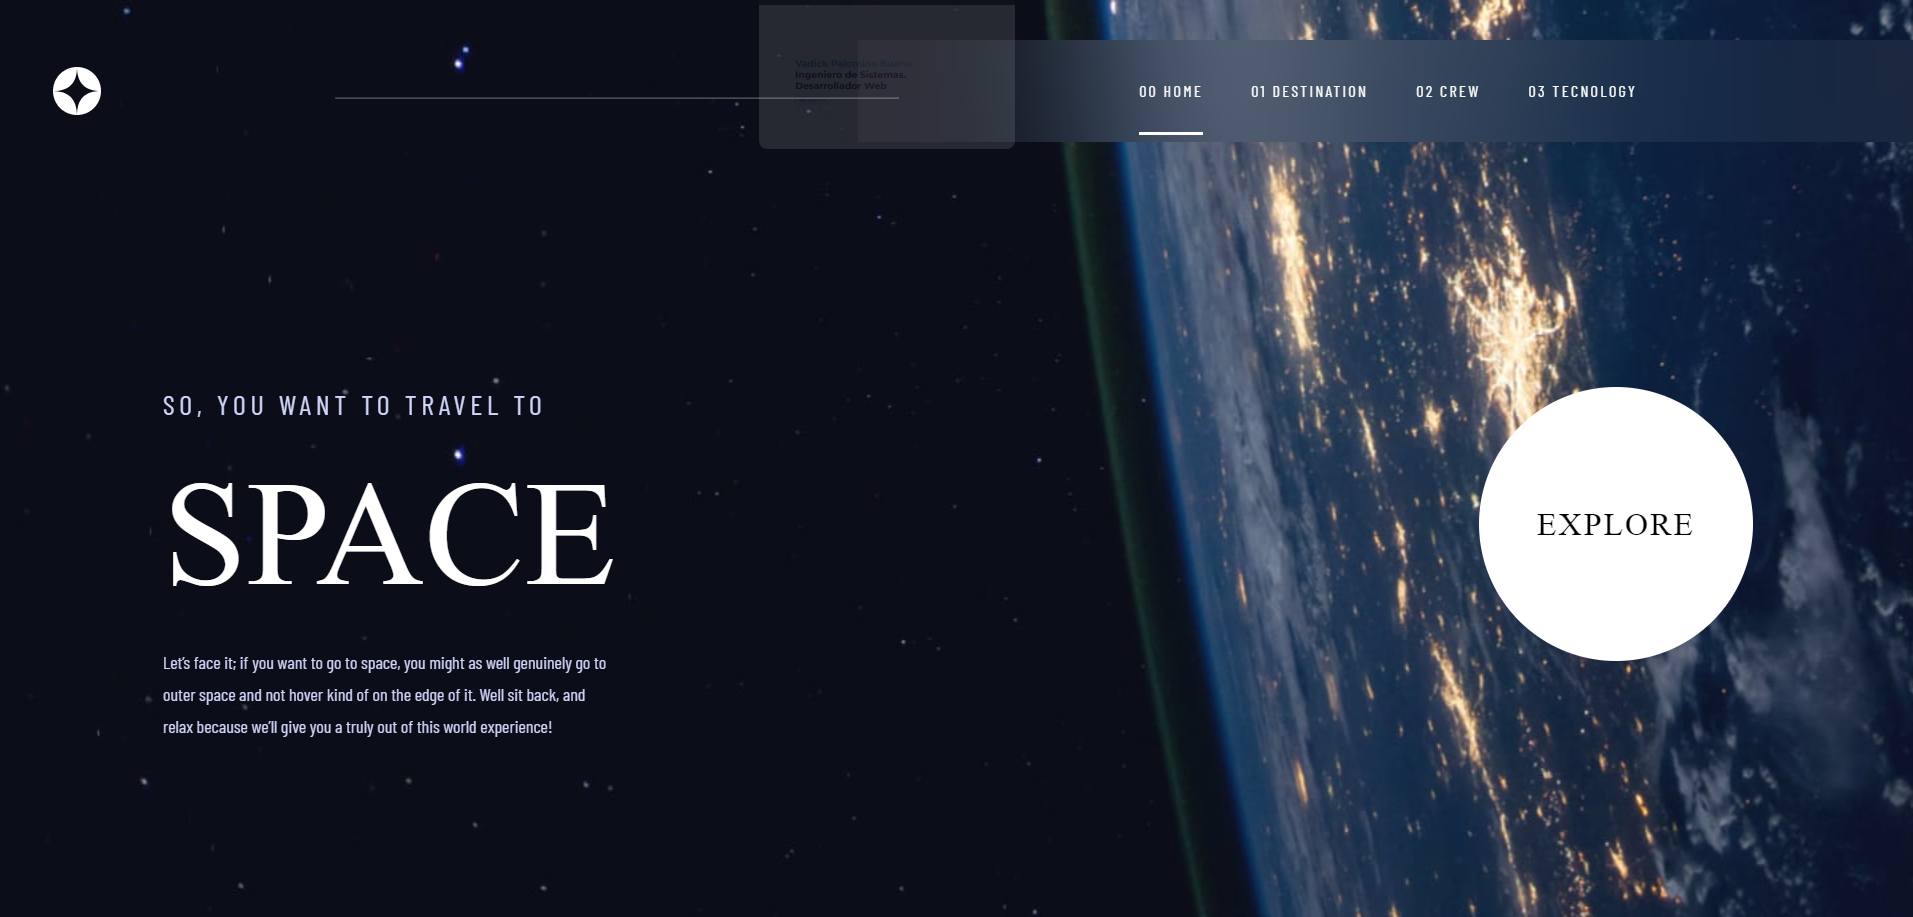 Vadick Palomino Bueno
Ingeniero de Sistemas,
Desarrollador Web
00 HOME
01 DESTINATION
02 CREW
03 TECNOLOGY
SO, YOU WANT TO TRAVEL TO
SPACE
Let's face it; if you want to go to space, you might as well genuinely go to
outer space and not hover kind of on the edge of it. Well sit back, and
relax because we'll give you a truly out of this world experience!
EXPLORE